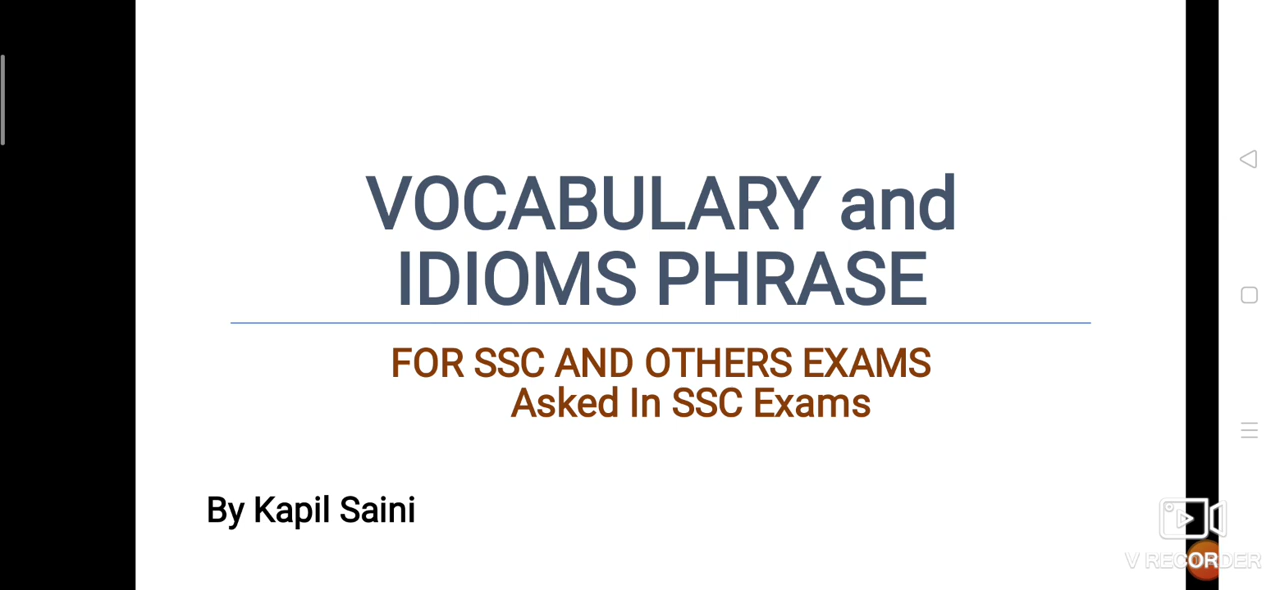 VOCABULARY and
IDIOMS PHRASE
FOR SSC AND OTHERS EXAMS
Asked In SSC Exams
By Kapil Saini
V RECORDER